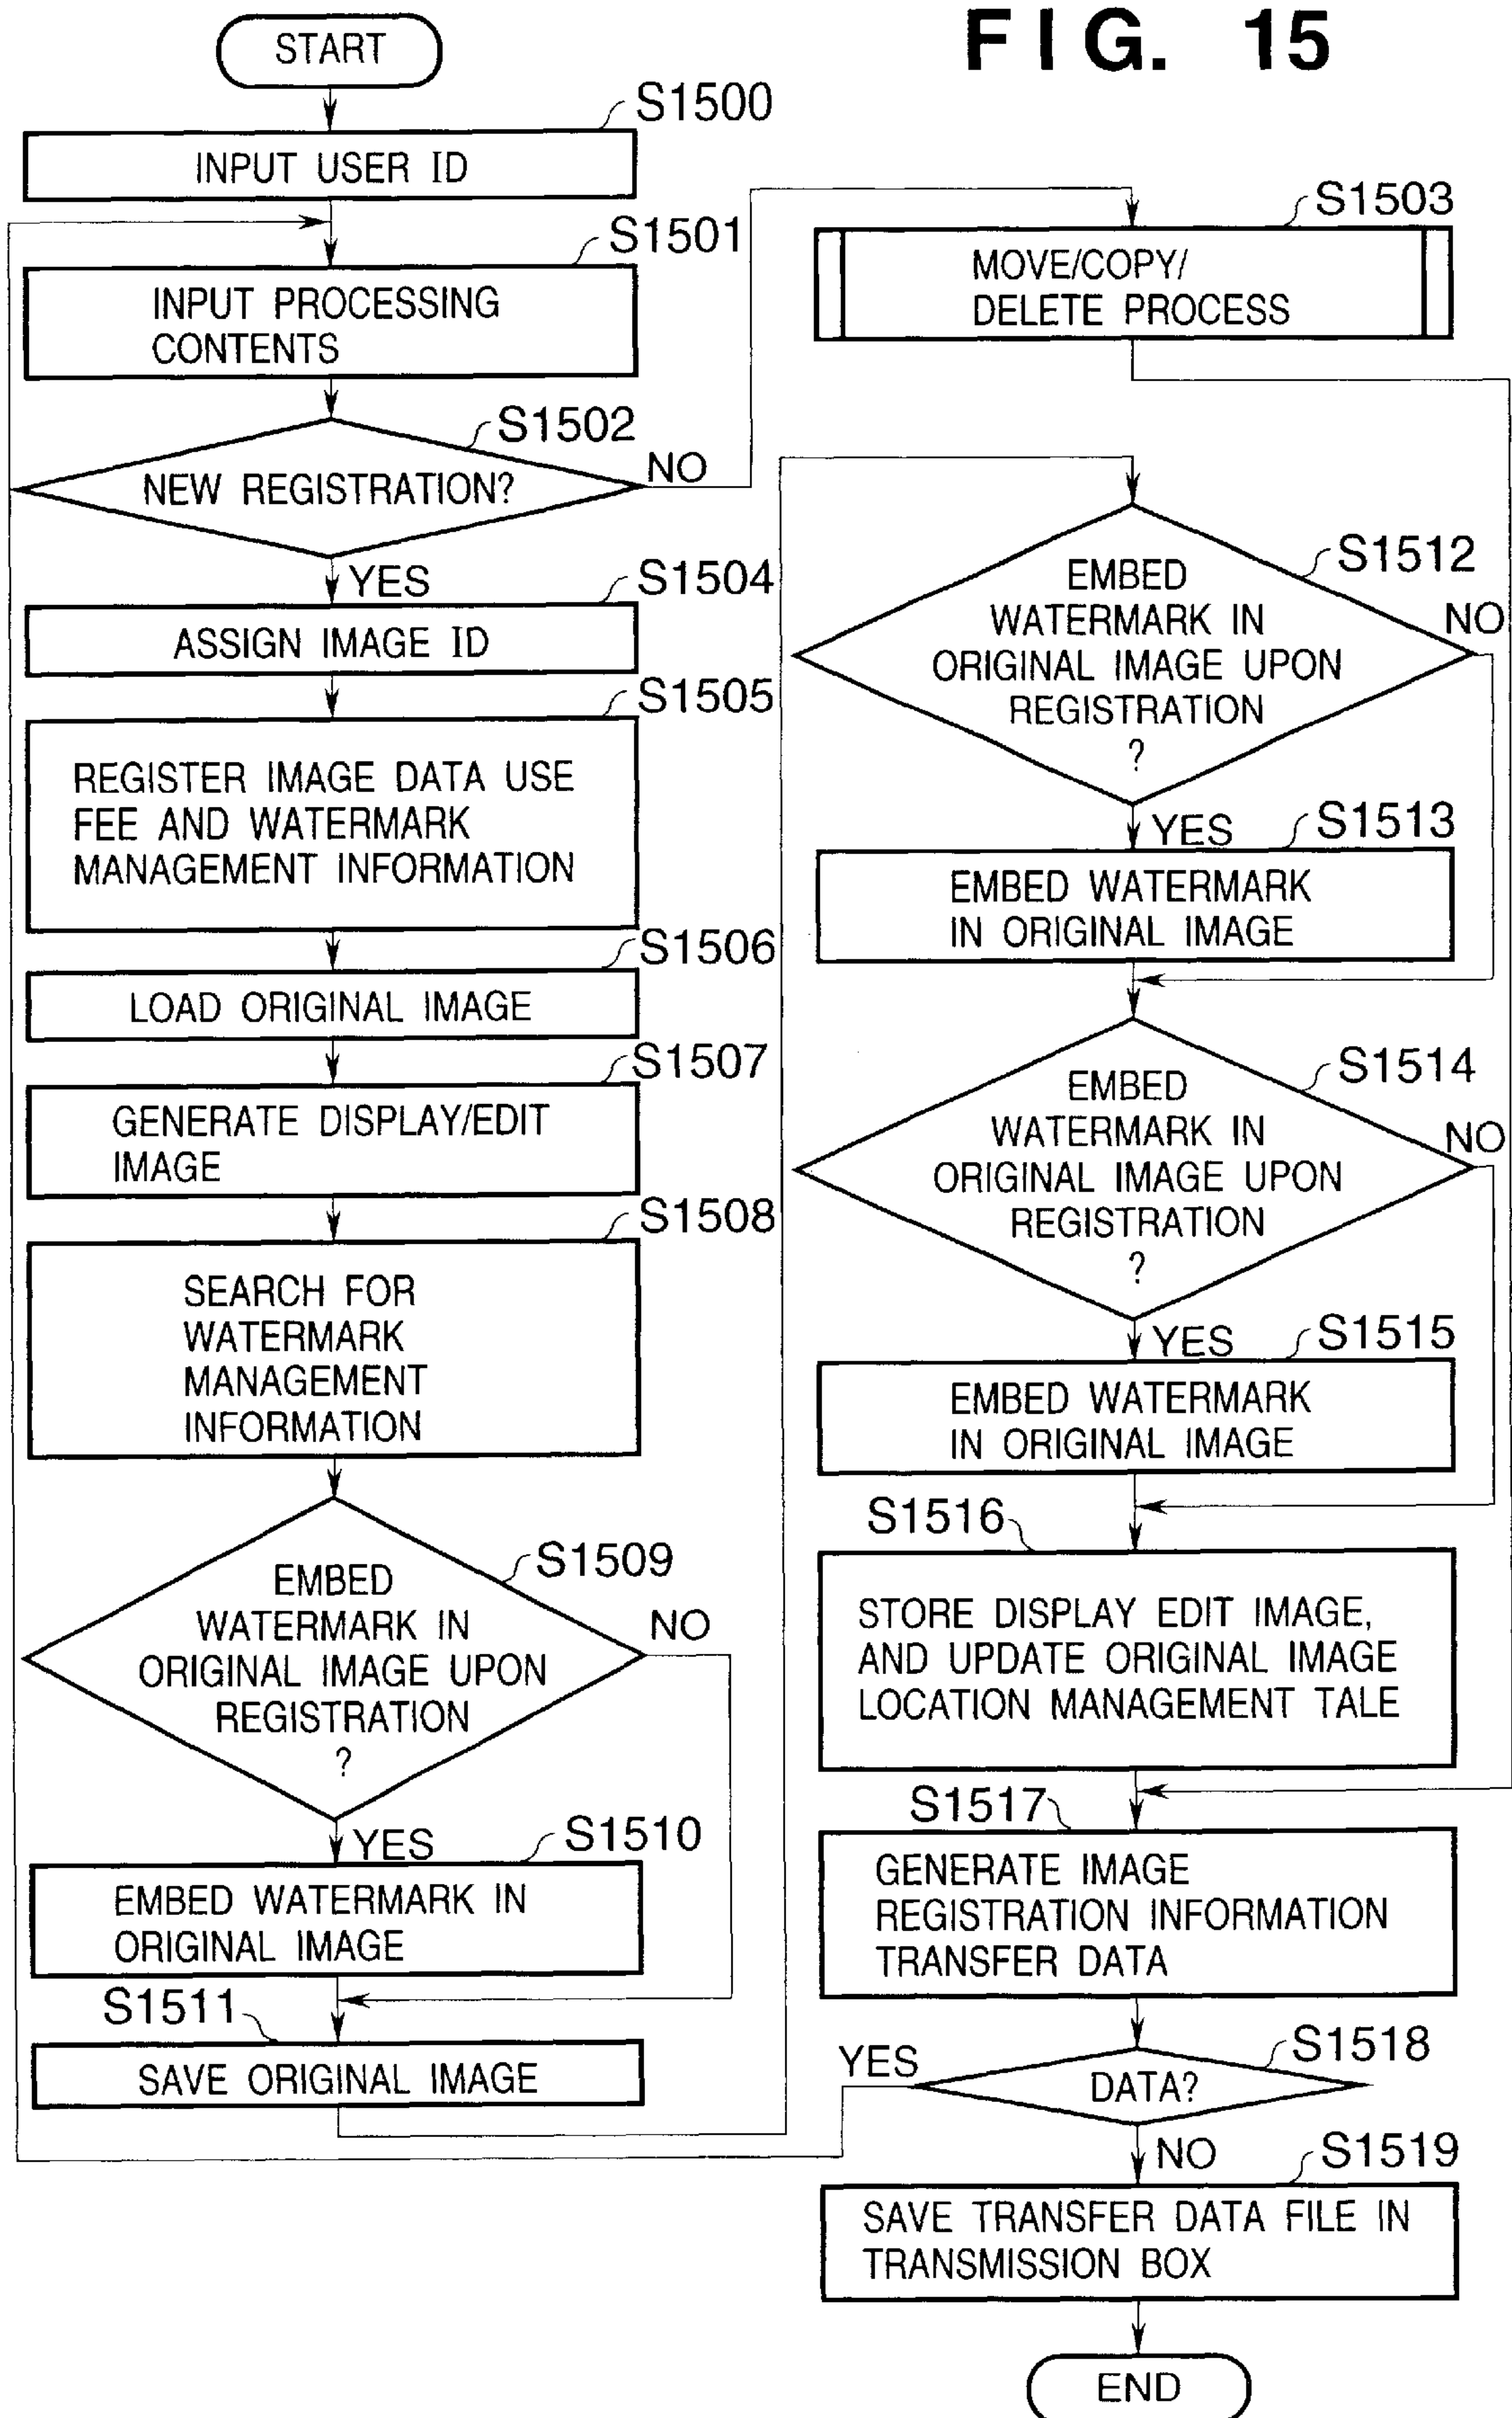 FIG. 15
START
S1500
INPUT USER ID
S1501
INPUT PROCESSING
CONTENTS
S1502
NEW REGISTRATION?
NO
YES
S1503
MOVE/COPY/
DELETE PROCESS
S1504
ASSIGN IMAGE ID
S1505
REGISTER IMAGE DATA USE
FEE AND WATERMARK
MANAGEMENT INFORMATION
S1506
LOAD ORIGINAL IMAGE
S1507
GENERATE DISPLAY/EDIT
IMAGE
S1508
SEARCH FOR
WATERMARK
MANAGEMENT
INFORMATION
S1509
EMBED
WATERMARK IN
ORIGINAL IMAGE UPON
REGISTRATION
?
NO
YES
S1510
EMBED WATERMARK IN
ORIGINAL IMAGE
S1511
SAVE ORIGINAL IMAGE
S1512
EMBED
WATERMARK IN
ORIGINAL IMAGE UPON
REGISTRATION
?
NO
YES
S1513
EMBED WATERMARK
IN ORIGINAL IMAGE
S1514
EMBED
WATERMARK IN
ORIGINAL IMAGE UPON
REGISTRATION
?
NO
YES
S1515
EMBED WATERMARK
IN ORIGINAL IMAGE
S1516
STORE DISPLAY EDIT IMAGE,
AND UPDATE ORIGINAL IMAGE
LOCATION MANAGEMENT TALE
S1517
GENERATE IMAGE
REGISTRATION INFORMATION
TRANSFER DATA
S1518
YES
DATA?
NO
S1519
SAVE TRANSFER DATA FILE IN
TRANSMISSION BOX
END